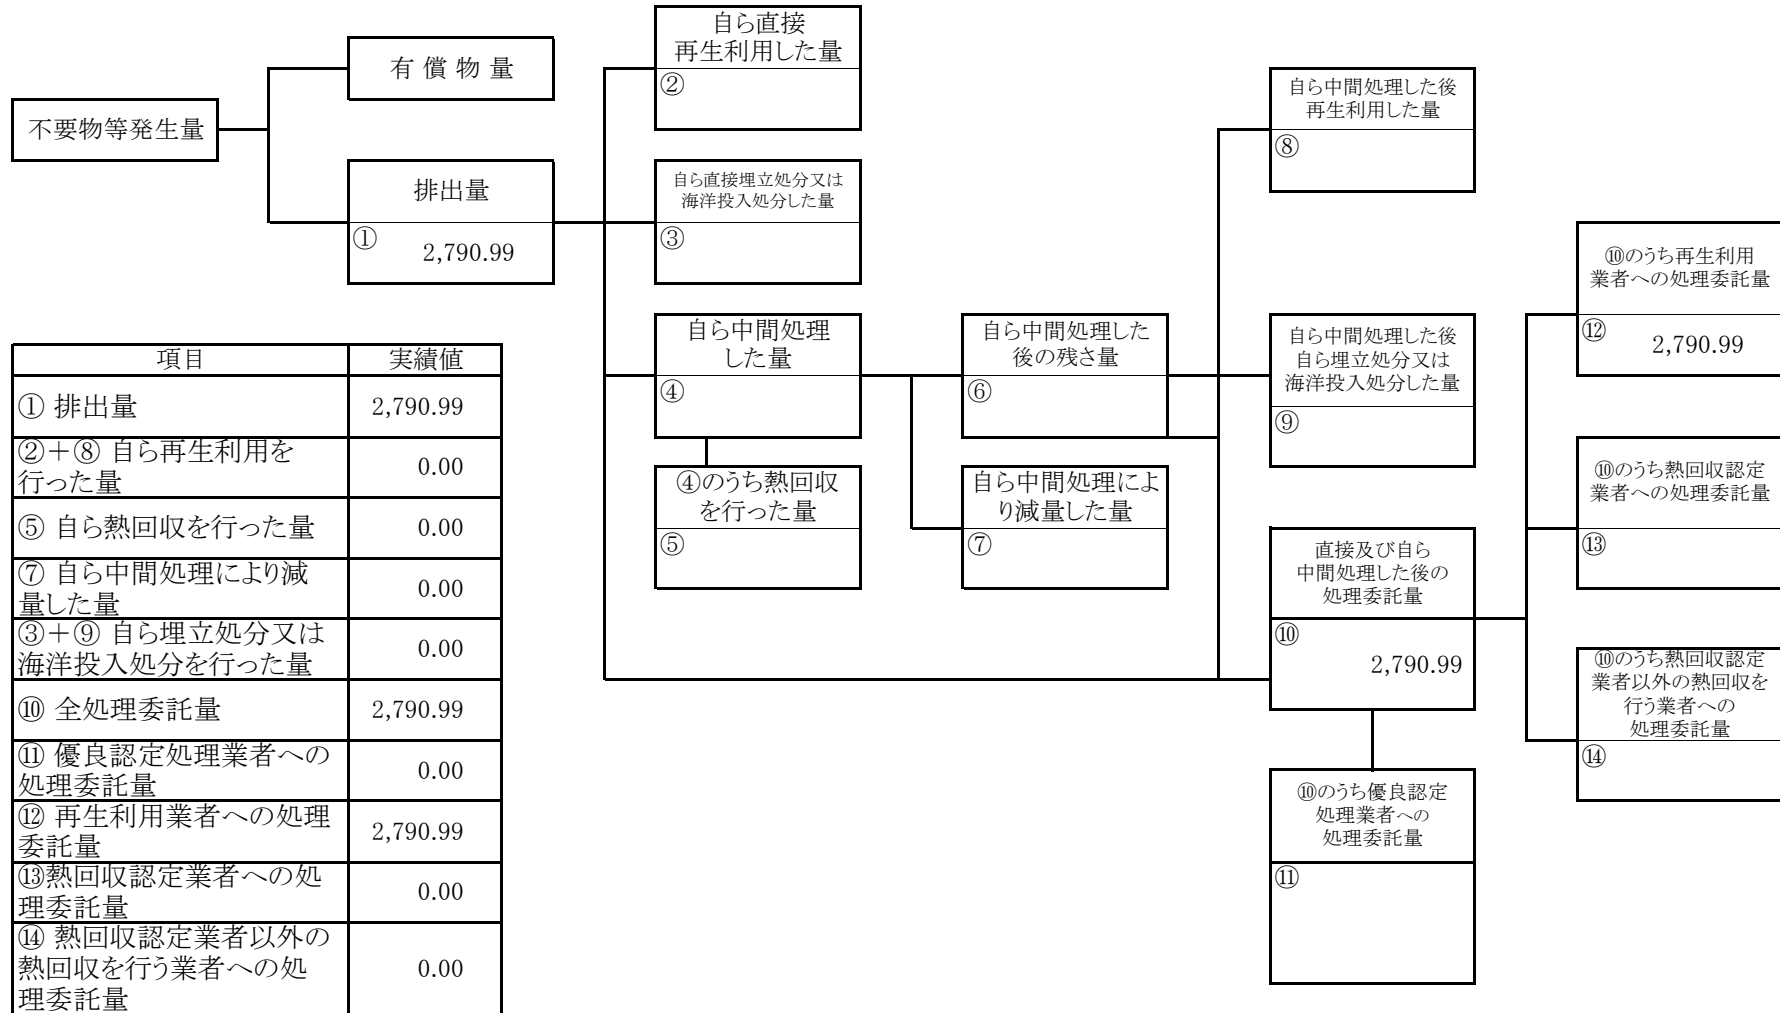 自ら直接
再生利用した量
②
有 償 物 量
不要物等発生量
排出量
① 2,790.99
自ら直接埋立処分又は
海洋投入処分した量
③
自ら中間処理
した量
④
④のうち熱回収
を行った量
⑤
自ら中間処理した
後の残さ量
⑥
自ら中間処理によ
り減量した量
⑦
自ら中間処理した後
再生利用した量
⑧
自ら中間処理した後
自ら埋立処分又は
海洋投入処分した量
⑨
直接及び自ら
中間処理した後の
処理委託量
⑩
2,790.99
⑩のうち優良認定
処理業者への
処理委託量
⑪
⑩のうち再生利用
業者への処理委託量
⑫ 2,790.99
⑩のうち熱回収認定
業者への処理委託量
⑬
⑩のうち熱回収認定
業者以外の熱回収を
行う業者への
処理委託量
⑭
項目 実績値
① 排出量 2,790.99
②+⑧ 自ら再生利用を
行った量 0.00
⑤ 自ら熱回収を行った量 0.00
⑦ 自ら中間処理により減
量した量 0.00
③+⑨ 自ら埋立処分又は
海洋投入処分を行った量 0.00
⑩ 全処理委託量 2,790.99
⑪ 優良認定処理業者への
処理委託量 0.00
⑫ 再生利用業者への処理
委託量 2,790.99
⑬熱回収認定業者への処
理委託量 0.00
⑭ 熱回収認定業者以外の
熱回収を行う業者への処
理委託量 0.00